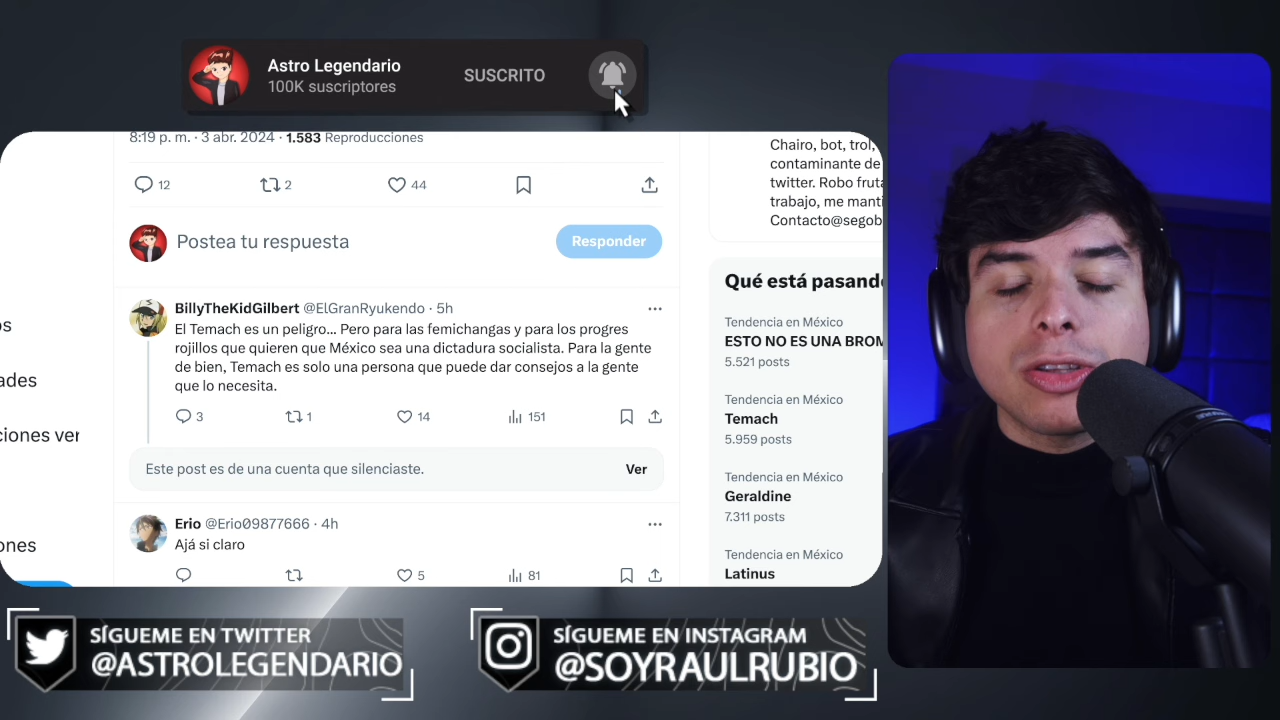 Astro Legendario
100K suscriptores
SUSCRITO
8:19 p. m. · 3 abr. 2024 · 1.583 Reproducciones
12
2
44
Postea tu respuesta
Responder
BillyTheKidGilbert @ElGranRyukendo · 5h
El Temach es un peligro... Pero para las femichangas y para los progres
rojillos que quieren que México sea una dictadura socialista. Para la gente
de bien, Temach es solo una persona que puede dar consejos a la gente
que lo necesita.
3
1
14
151
Este post es de una cuenta que silenciaste.
Ver
Erio @Erio09877666 · 4h
Ajá si claro
5
81
Chairo, bot, trol,
contaminante de
twitter. Robo fruta
trabajo, me manti
Contacto@segob
Qué está pasand
Tendencia en México
ESTO NO ES UNA BROM
5.521 posts
Tendencia en México
Temach
5.959 posts
Tendencia en México
Geraldine
7.311 posts
Tendencia en México
Latinus
os
ades
ciones ver
ones
SÍGUEME EN TWITTER
@ASTROLEGENDARIO
SÍGUEME EN INSTAGRAM
@SOYRAULRUBIO